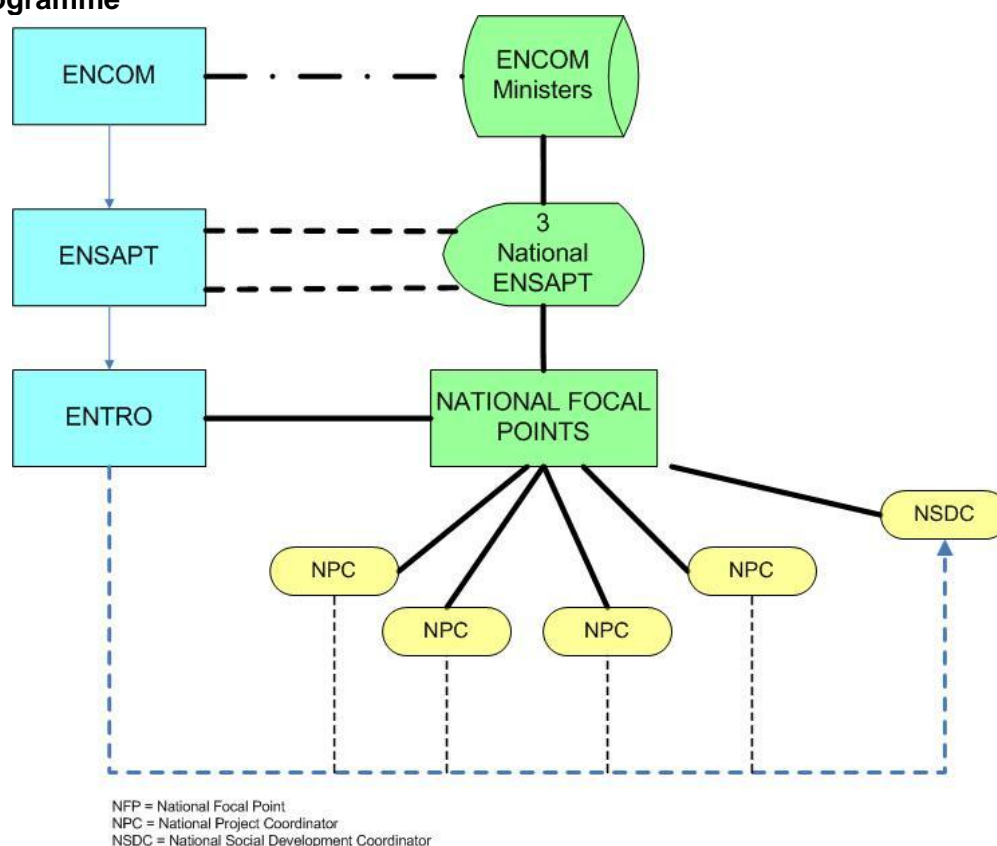 ogramme
ENCOM
ENCOM
Ministers
ENSAPT
3
National
ENSAPT
ENTRO
NATIONAL FOCAL
POINTS
NSDC
NPC
NPC
NPC
NPC
NFP = National Focal Point
NPC = National Project Coordinator
NSDC = National Social Development Coordinator